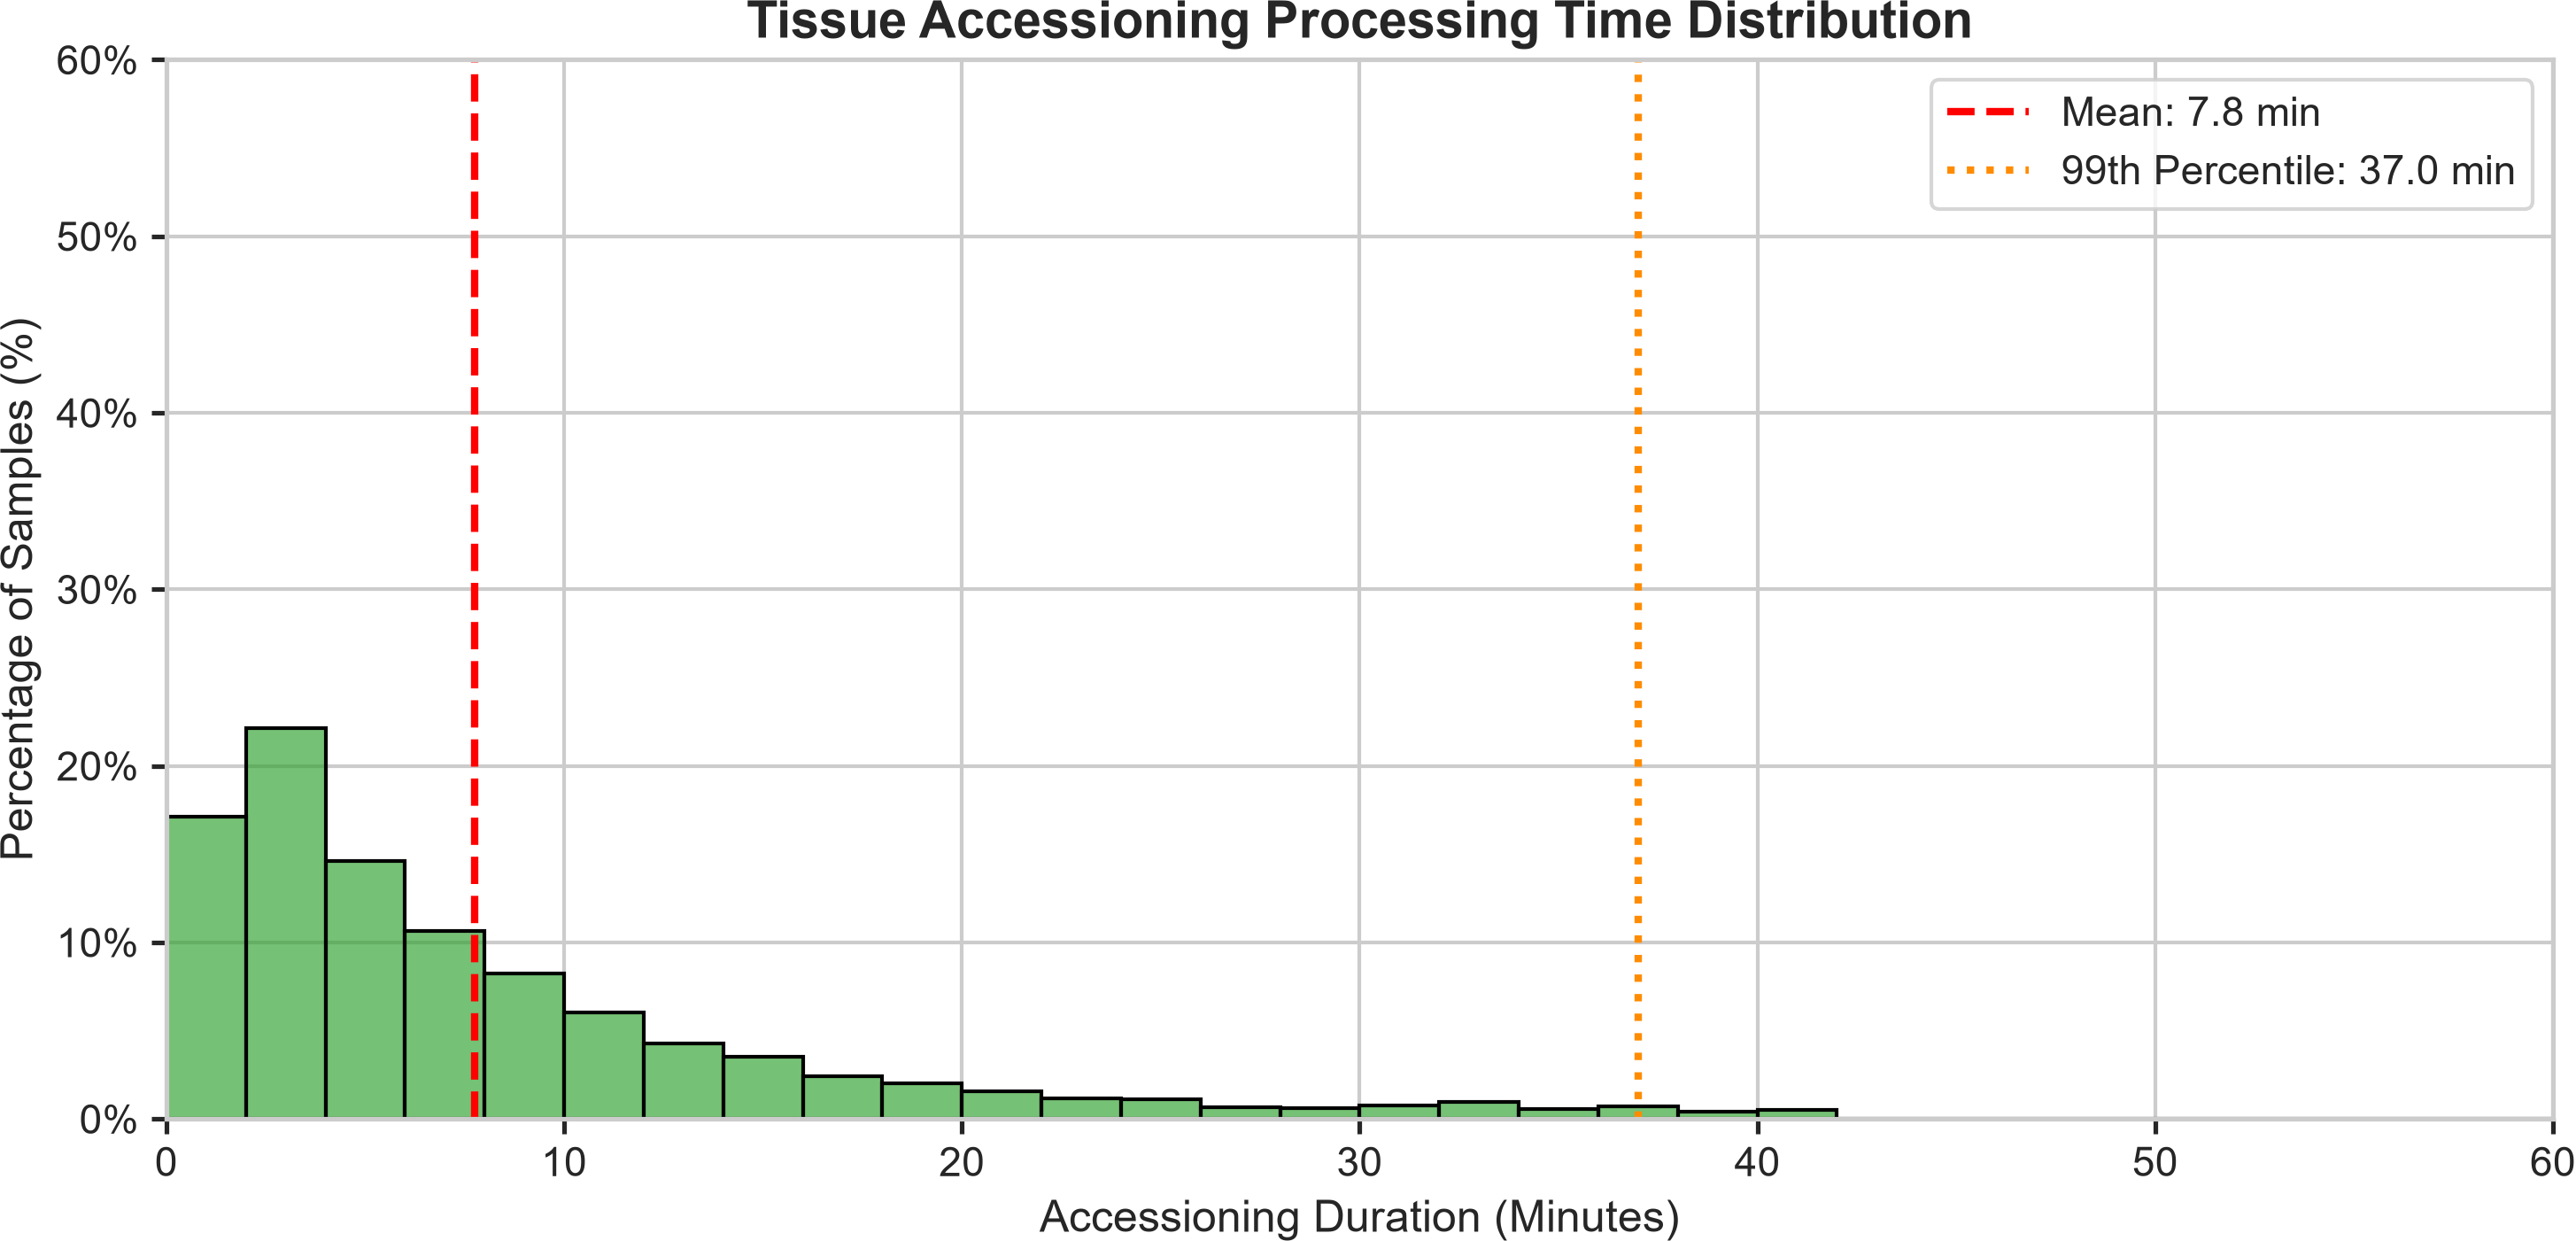 Tissue Accessioning Processing Time Distribution
Mean: 7.8 min
99th Percentile: 37.0 min
Percentage of Samples (%)
60%
50%
40%
30%
20%
10%
0%
0 10 20 30 40 50 60
Accessioning Duration (Minutes)